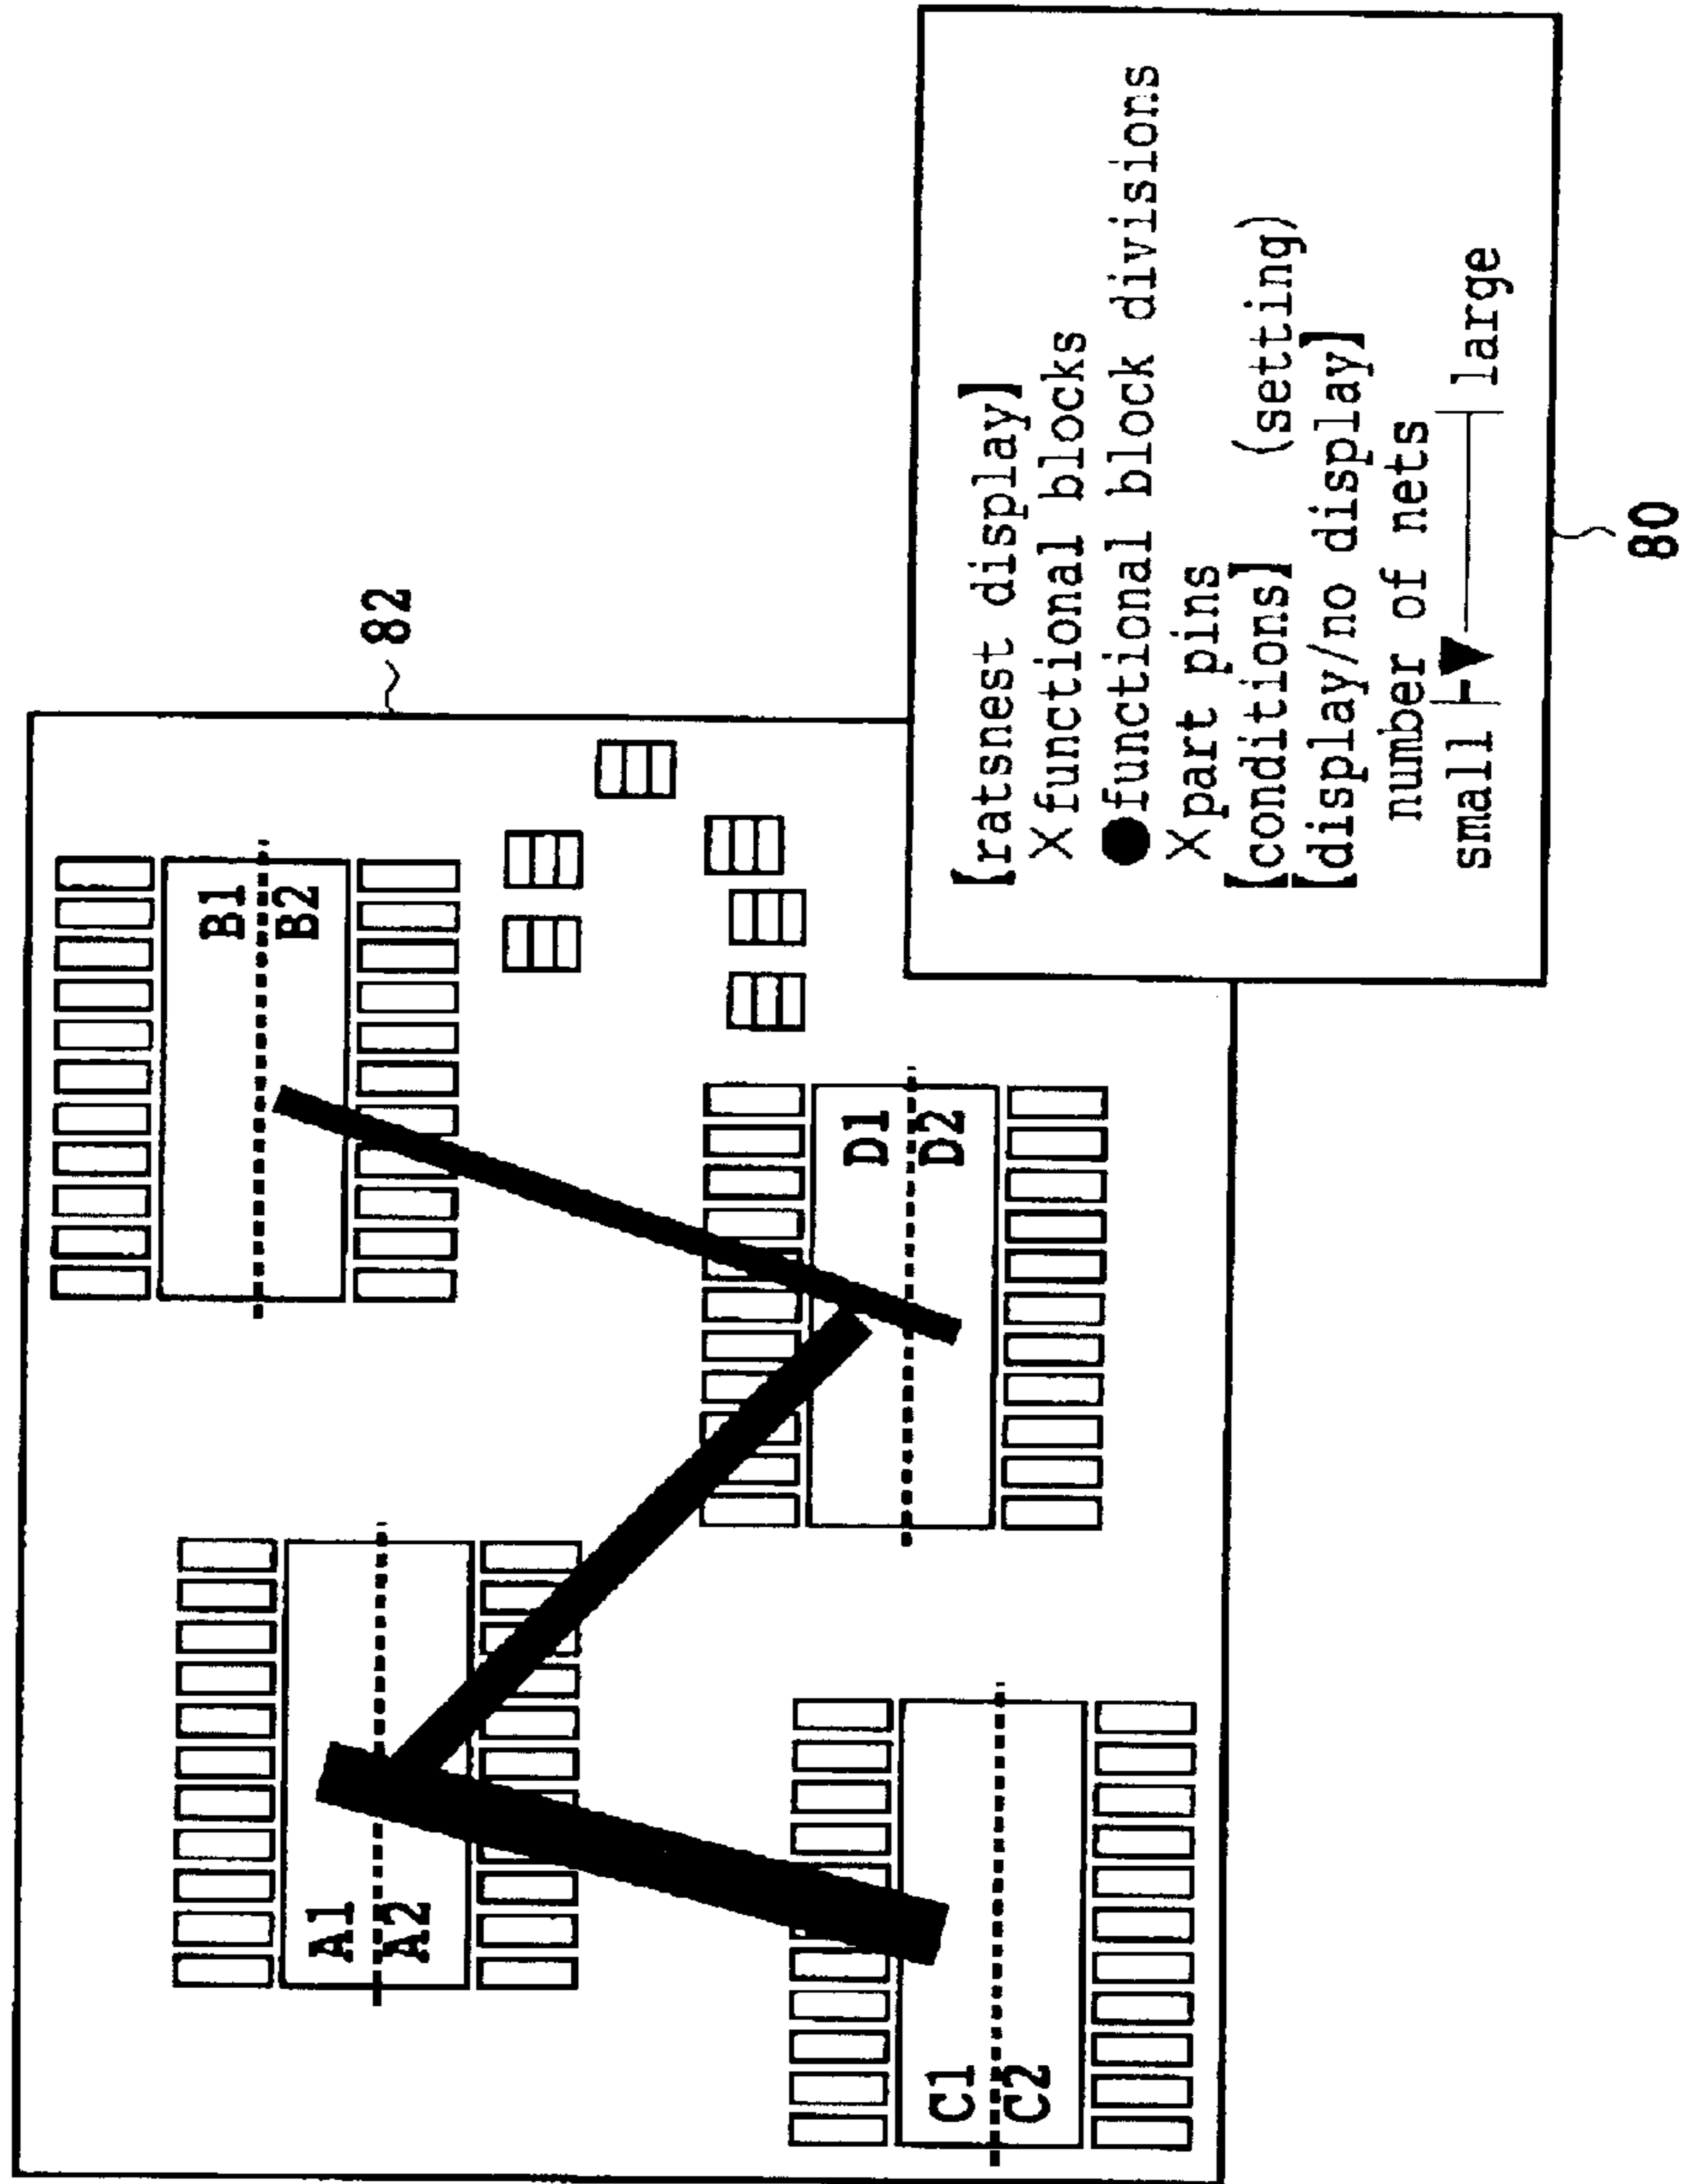 82
A1
A2
B1
B2
C1
C2
D1
D2
【ratsnest display】
X functional blocks
●functional block divisions
X part pins
【conditions】 (setting)
【display/no display】
number of nets
small large
80